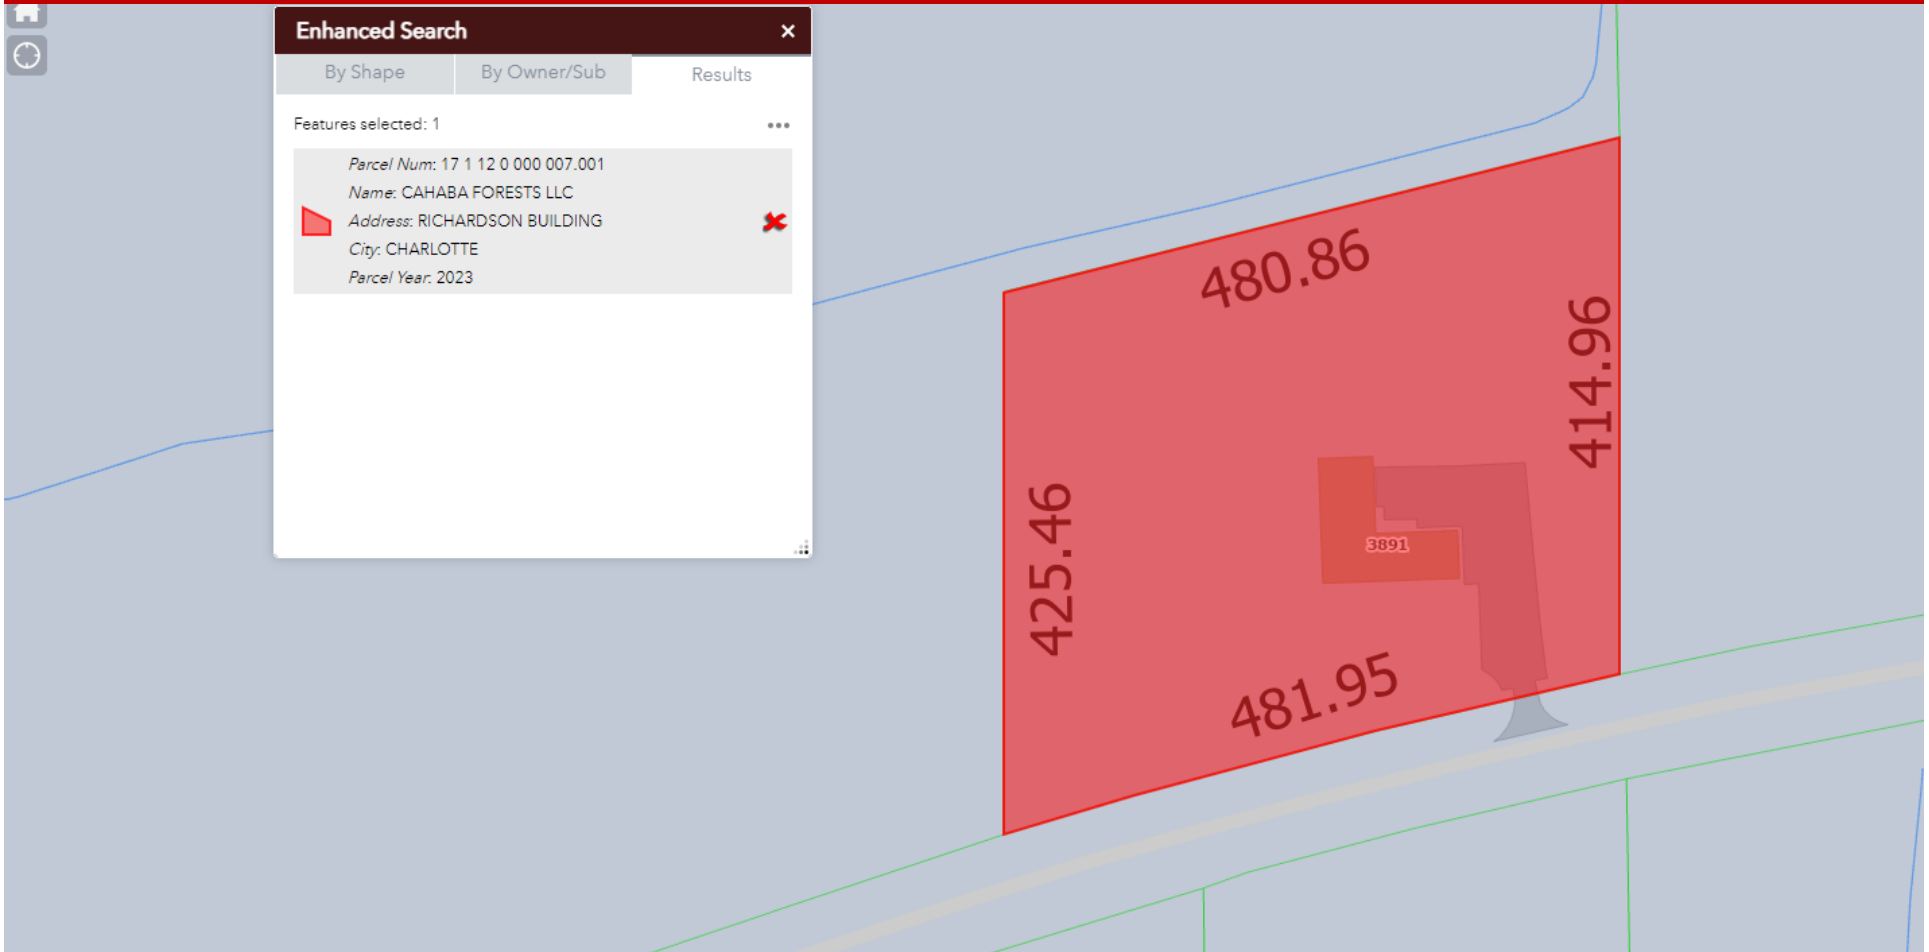 Enhanced Search
By Shape
By Owner/Sub
Results
Features selected: 1
Parcel Num: 17 1 12 0 000 007.001
Name: CAHABA FORESTS LLC
Address: RICHARDSON BUILDING
City: CHARLOTTE
Parcel Year: 2023
480.86
414.96
425.46
3891
481.95